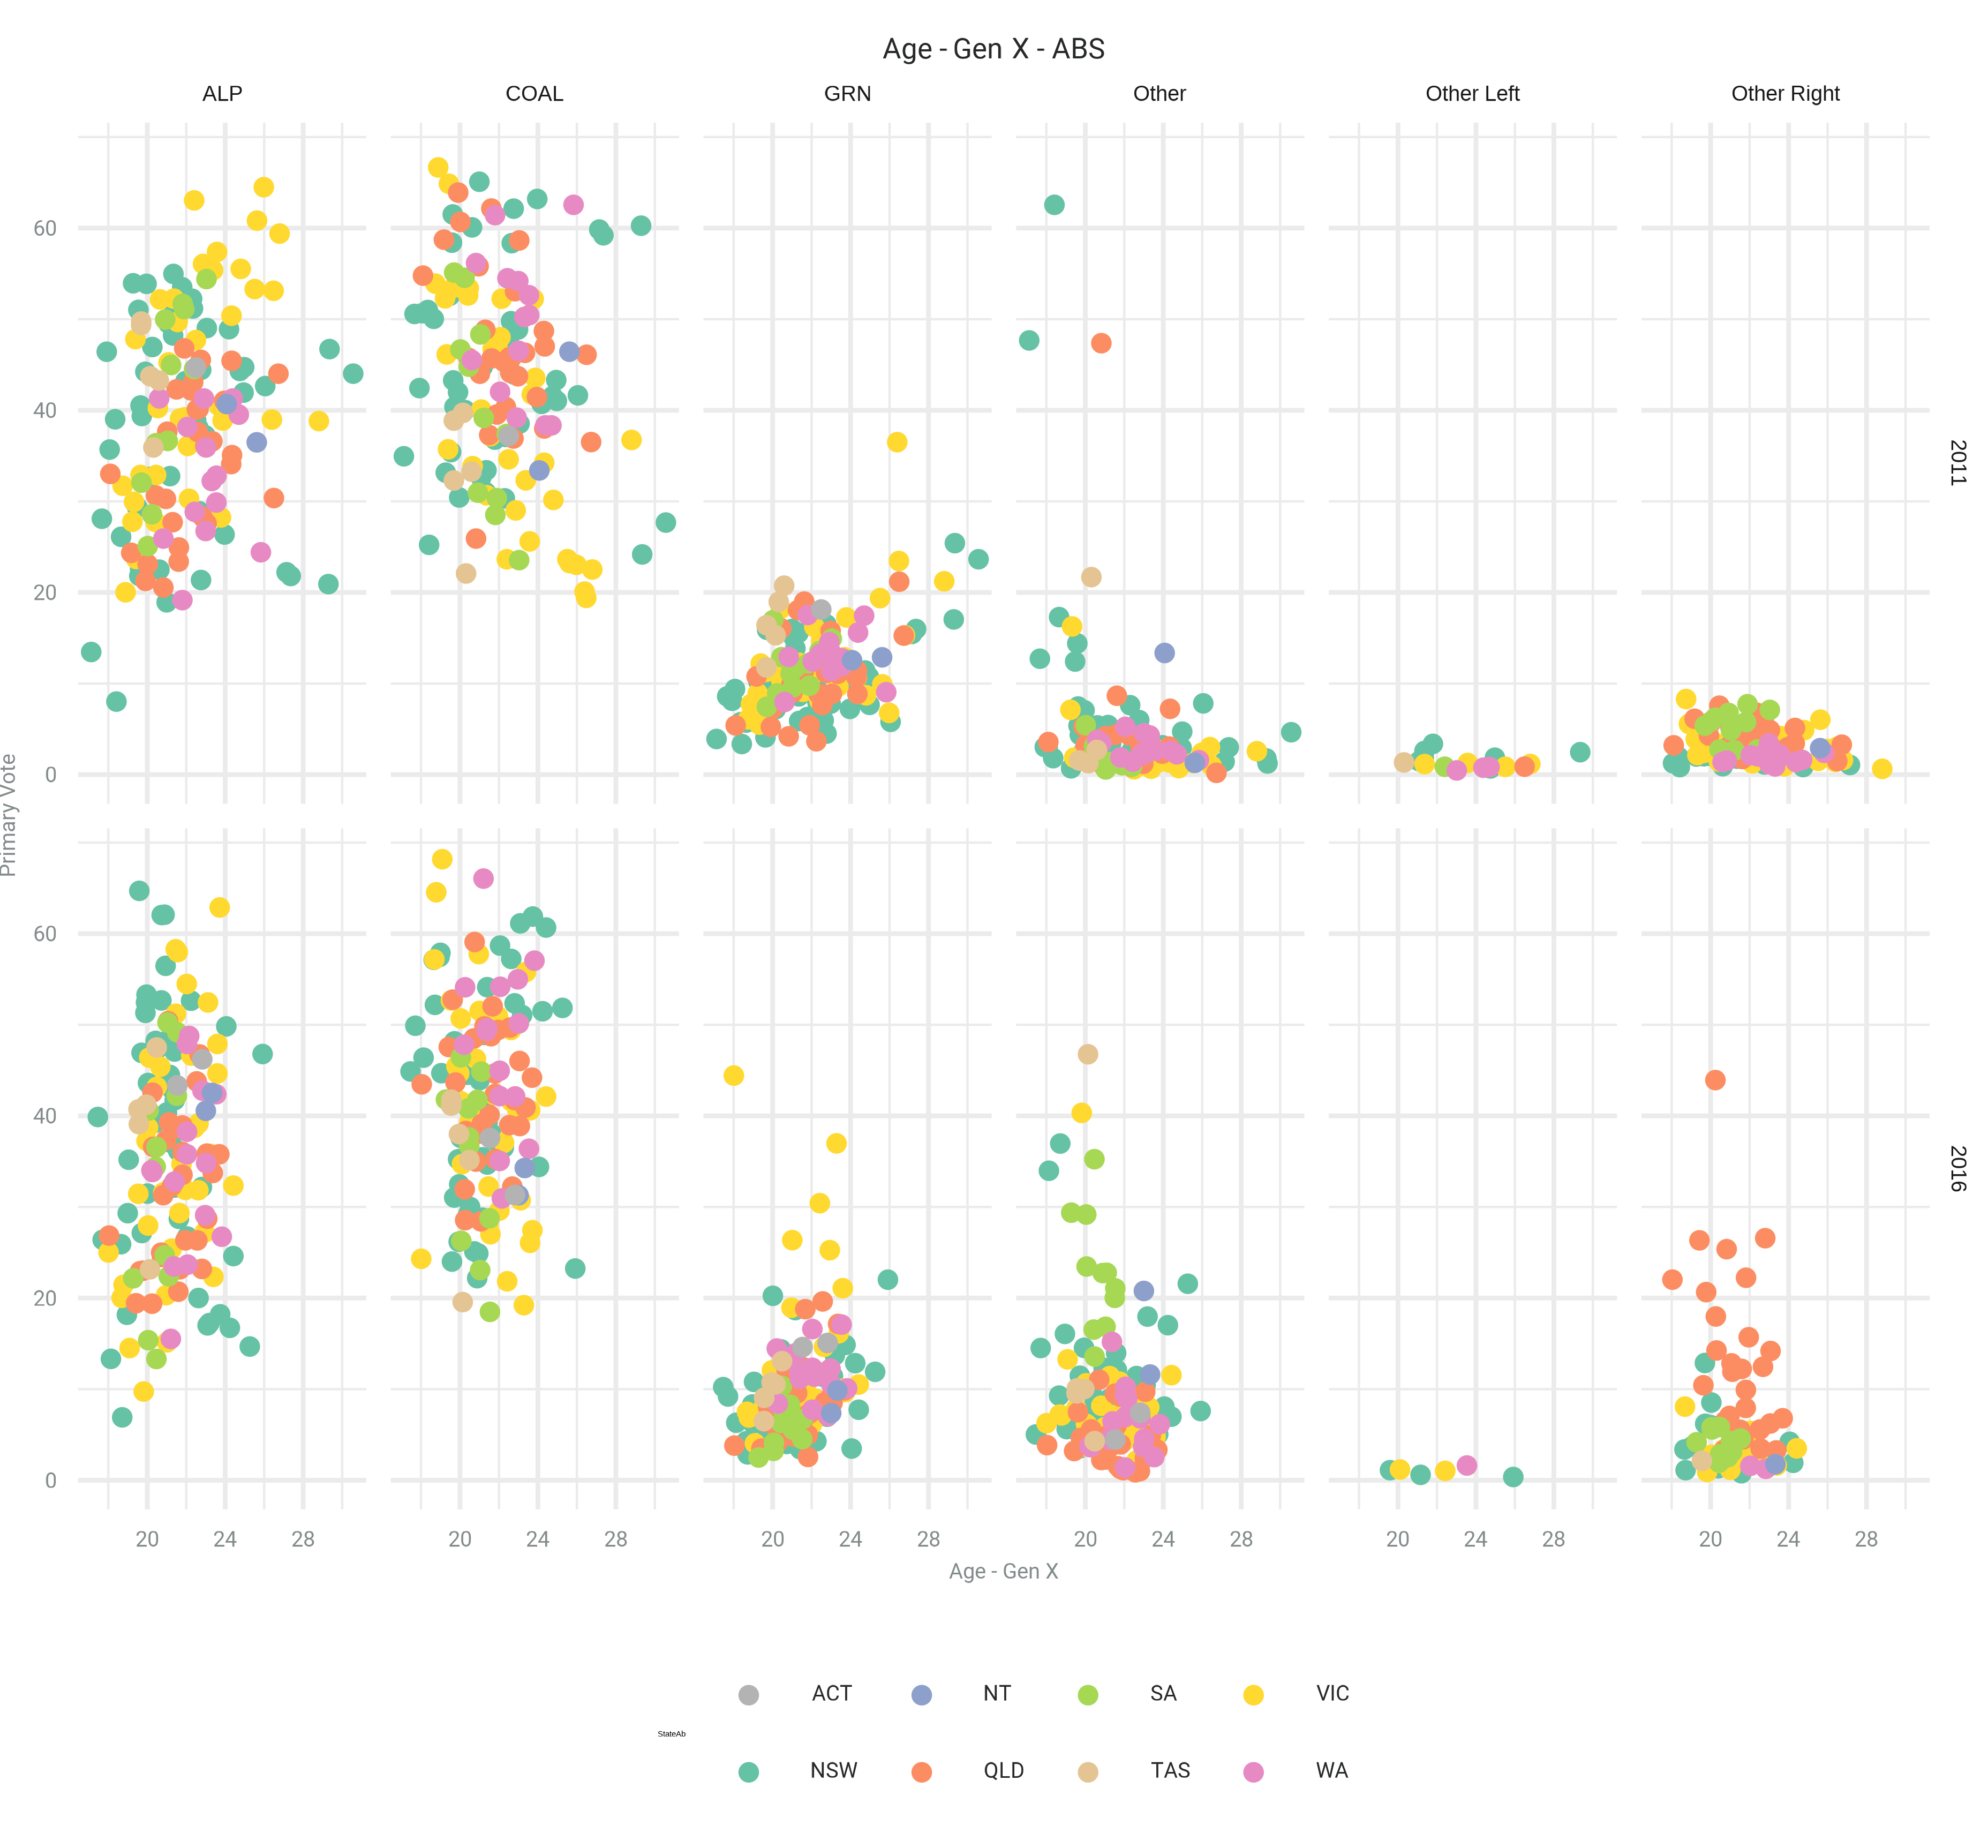 Age - Gen X - ABS
ALP COAL GRN Other Other Left Other Right
60
40
20
0
2011
Primary Vote
60
40
20
0
2016
20 24 28 20 24 28 20 24 28 20 24 28 20 24 28 20 24 28
Age - Gen X
ACT NT SA VIC
StateAb
NSW QLD TAS WA